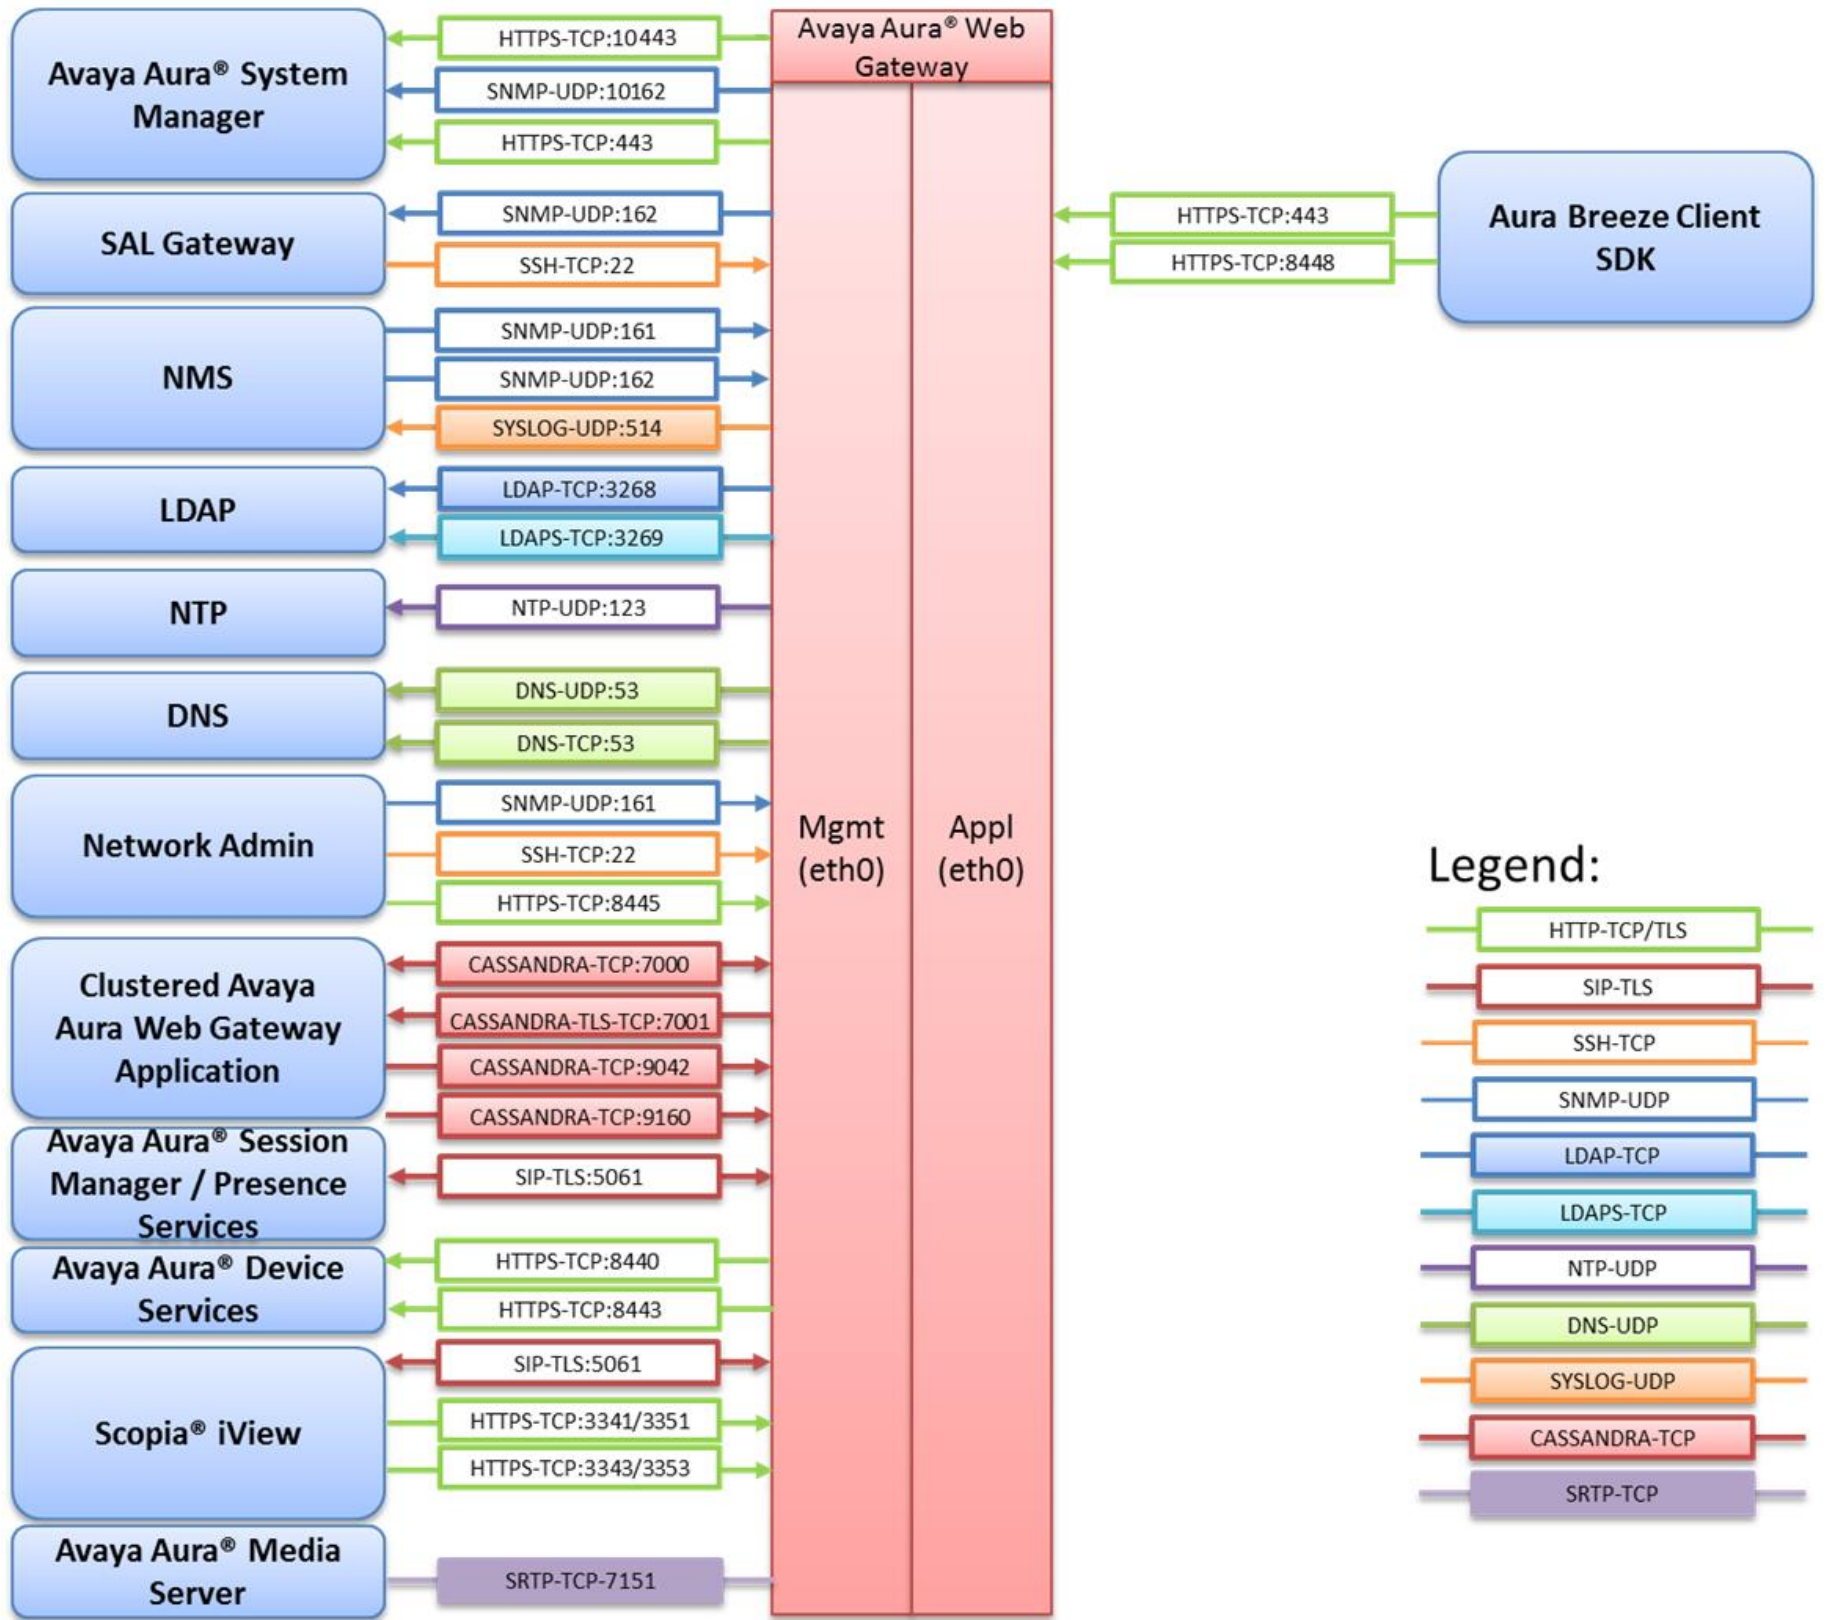 Avaya Aura® System
Manager
HTTPS-TCP:10443
SNMP-UDP:10162
HTTPS-TCP:443
SAL Gateway
SNMP-UDP:162
SSH-TCP:22
NMS
SNMP-UDP:161
SNMP-UDP:162
SYSLOG-UDP:514
LDAP
LDAP-TCP:3268
LDAPS-TCP:3269
NTP
NTP-UDP:123
DNS
DNS-UDP:53
DNS-TCP:53
Network Admin
SNMP-UDP:161
SSH-TCP:22
HTTPS-TCP:8445
Clustered Avaya
Aura Web Gateway
Application
CASSANDRA-TCP:7000
CASSANDRA-TLS-TCP:7001
CASSANDRA-TCP:9042
CASSANDRA-TCP:9160
Avaya Aura® Session
Manager / Presence
Services
SIP-TLS:5061
Avaya Aura® Device
Services
HTTPS-TCP:8440
HTTPS-TCP:8443
Scopia® iView
SIP-TLS:5061
HTTPS-TCP:3341/3351
HTTPS-TCP:3343/3353
Avaya Aura® Media
Server
SRTP-TCP-7151
Avaya Aura® Web
Gateway
Mgmt
(eth0)
Appl
(eth0)
HTTPS-TCP:443
HTTPS-TCP:8448
Aura Breeze Client
SDK
Legend:
HTTP-TCP/TLS
SIP-TLS
SSH-TCP
SNMP-UDP
LDAP-TCP
LDAPS-TCP
NTP-UDP
DNS-UDP
SYSLOG-UDP
CASSANDRA-TCP
SRTP-TCP